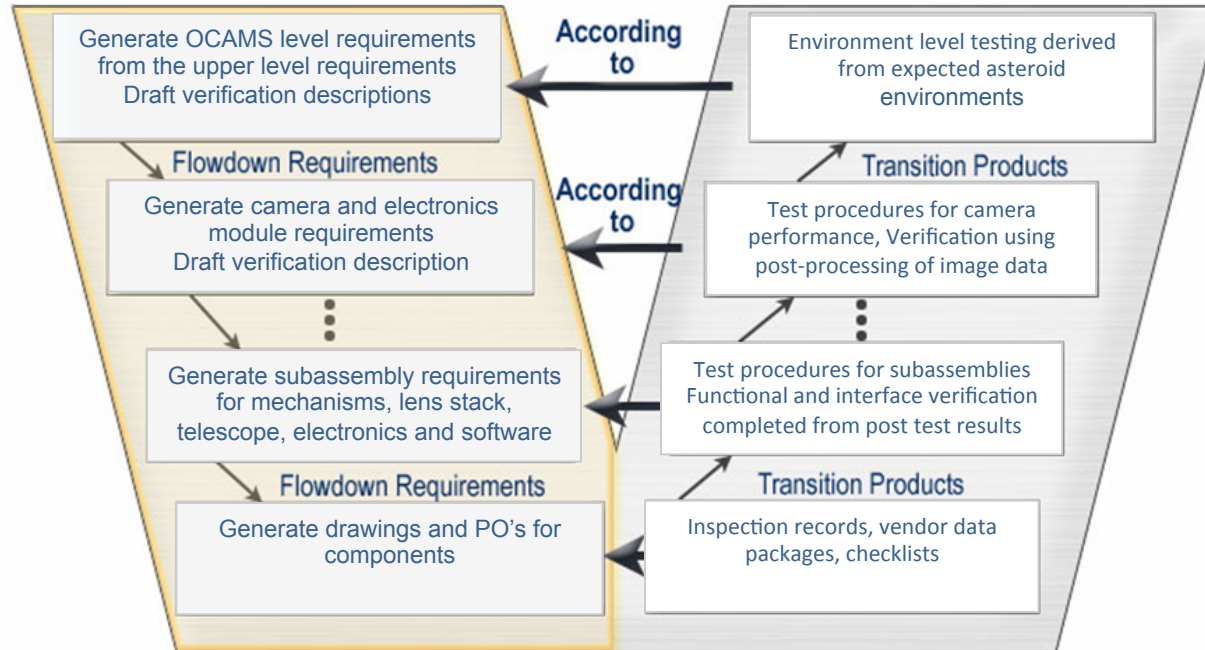 Generate OCAMS level requirements
from the upper level requirements
Draft verification descriptions
According
to
Environment level testing derived
from expected asteroid
environments
Flowdown Requirements
Transition Products
Generate camera and electronics
module requirements
Draft verification description
According
to
Test procedures for camera
performance, Verification using
post-processing of image data
Generate subassembly requirements
for mechanisms, lens stack,
telescope, electronics and software
Test procedures for subassemblies
Functional and interface verification
completed from post test results
Flowdown Requirements
Transition Products
Generate drawings and PO's for
components
Inspection records, vendor data
packages, checklists